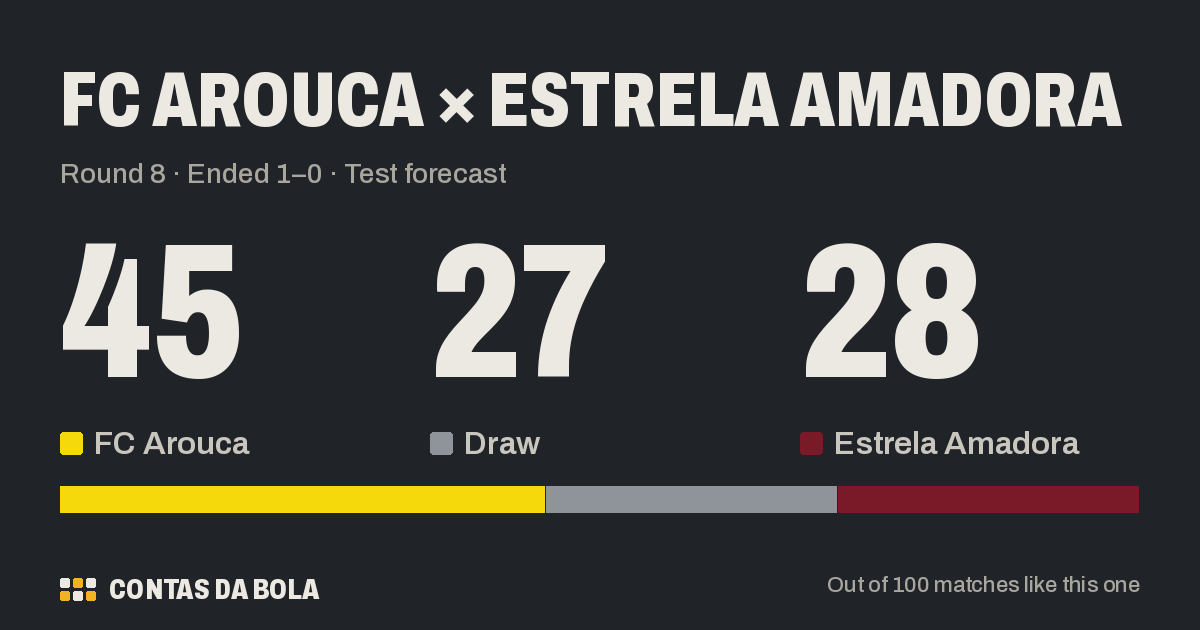 FC AROUCA × ESTRELA AMADORA
Round 8 · Ended 1–0 · Test forecast
45 27 28
FC Arouca Draw Estrela Amadora
CONTAS DA BOLA
Out of 100 matches like this one